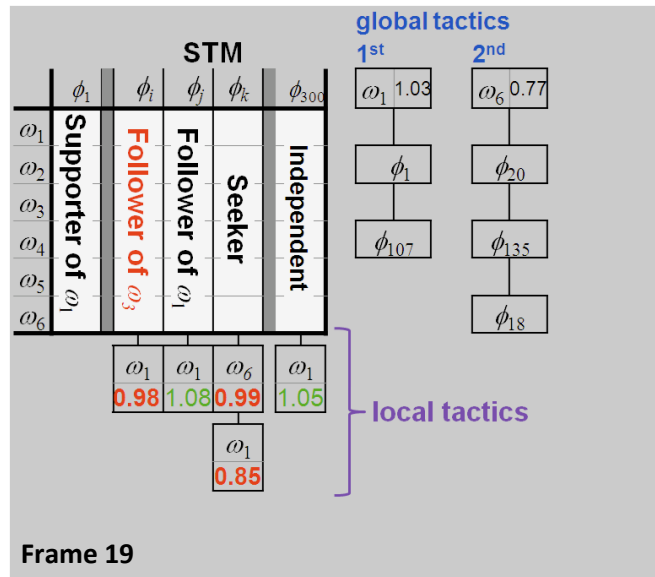 global tactics
STM 1st 2nd
ϕ1 ϕi ϕj ϕk ϕ300
ω1 1.03 ω6 0.77
ω1
ω2
ω3
ω4
ω5
ω6
Supporter of ω1
Follower of ω3
Follower of ω1
Seeker
Independent
ϕ1 ϕ20
ϕ107 ϕ135
ϕ18
ω1 ω1 ω6 ω1
0.98 1.08 0.99 1.05
local tactics
ω1
0.85
Frame 19